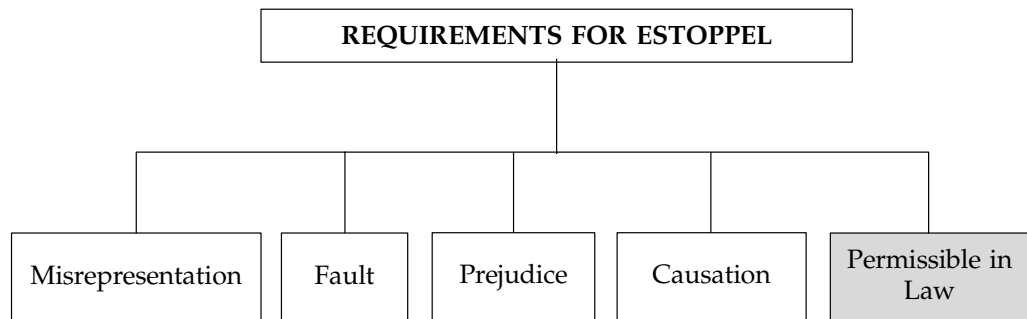 REQUIREMENTS FOR ESTOPPEL
Misrepresentation
Fault
Prejudice
Causation
Permissible in
Law